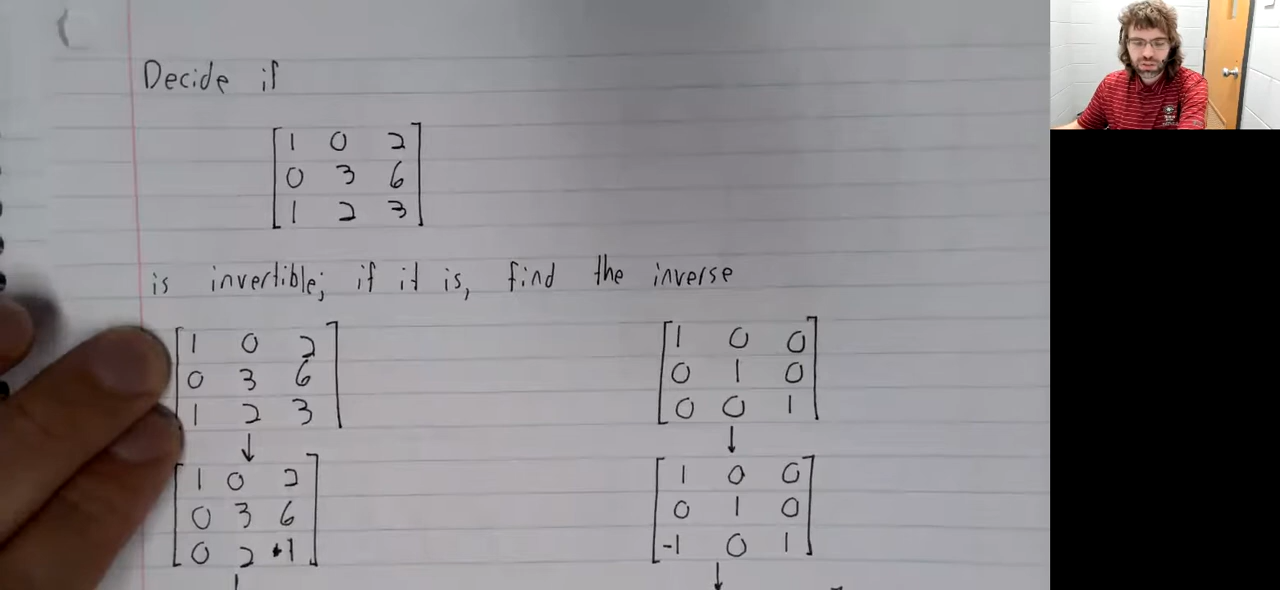 Decide if
1 0 2
0 3 6
1 2 3
is invertible; if it is, find the inverse
1 0 2 1 0 0
0 3 6 0 1 0
1 2 3 0 0 1
↓ ↓
1 0 2 1 0 0
0 3 6 0 1 0
0 2 1 -1 0 1
↓